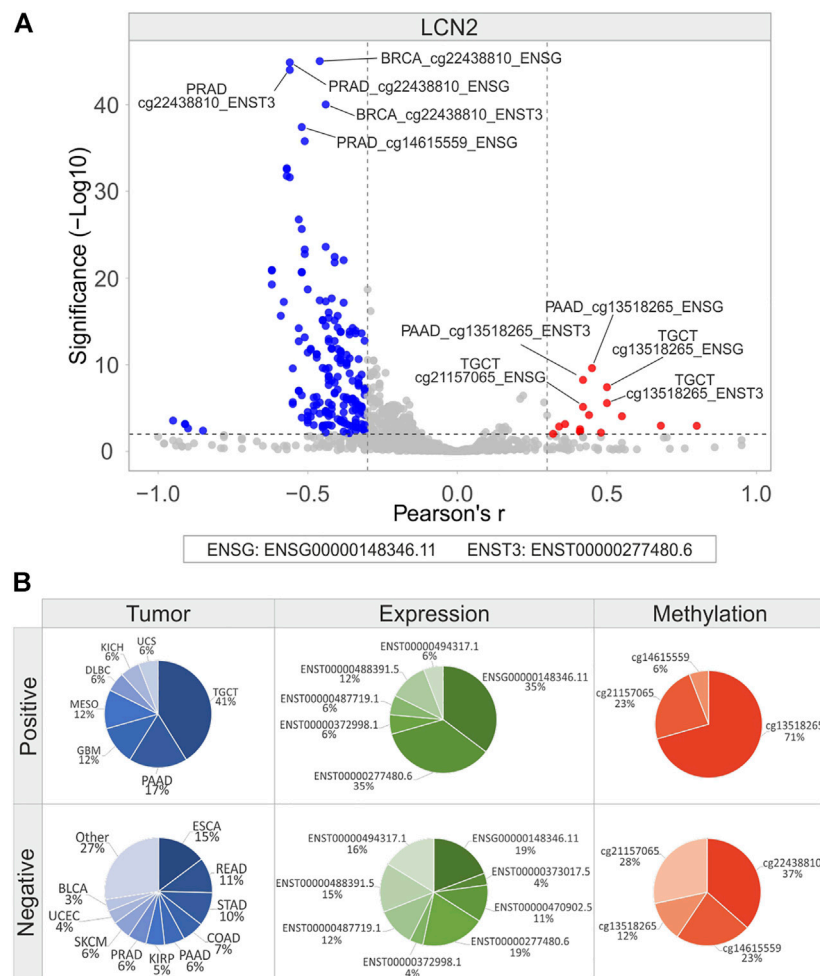 A
LCN2
Significance (−Log10)
40
30
20
10
0
BRCA_cg22438810_ENSG
PRAD
cg22438810_ENST3
PRAD_cg22438810_ENSG
BRCA_cg22438810_ENST3
PRAD_cg14615559_ENSG
PAAD_cg13518265_ENSG
PAAD_cg13518265_ENST3
TGCT
cg13518265_ENSG
TGCT
cg21157065_ENSG
TGCT
cg13518265_ENST3
−1.0 −0.5 0.0 0.5 1.0
Pearson's r
ENSG: ENSG00000148346.11 ENST3: ENST00000277480.6
B
Tumor Expression Methylation
Positive
UCS
6%
KICH
6%
DLBC
6%
MESO
12%
GBM
12%
PAAD
17%
TGCT
41%
ENST00000494317.1
6%
ENST00000488391.5
12%
ENST00000487719.1
6%
ENST00000372998.1
6%
ENST00000277480.6
35%
ENSG00000148346.11
35%
cg14615559
6%
cg21157065
23%
cg13518265
71%
Negative
Other
27%
BLCA
3%
UCEC
4%
SKCM
6%
PRAD
6%
KIRP
5%
PAAD
6%
COAD
7%
STAD
10%
READ
11%
ESCA
15%
ENST00000494317.1
16%
ENST00000488391.5
15%
ENST00000487719.1
12%
ENST00000372998.1
4%
ENST00000277480.6
19%
ENST00000470902.5
11%
ENST00000373017.5
4%
ENSG00000148346.11
19%
cg21157065
28%
cg13518265
12%
cg14615559
23%
cg22438810
37%